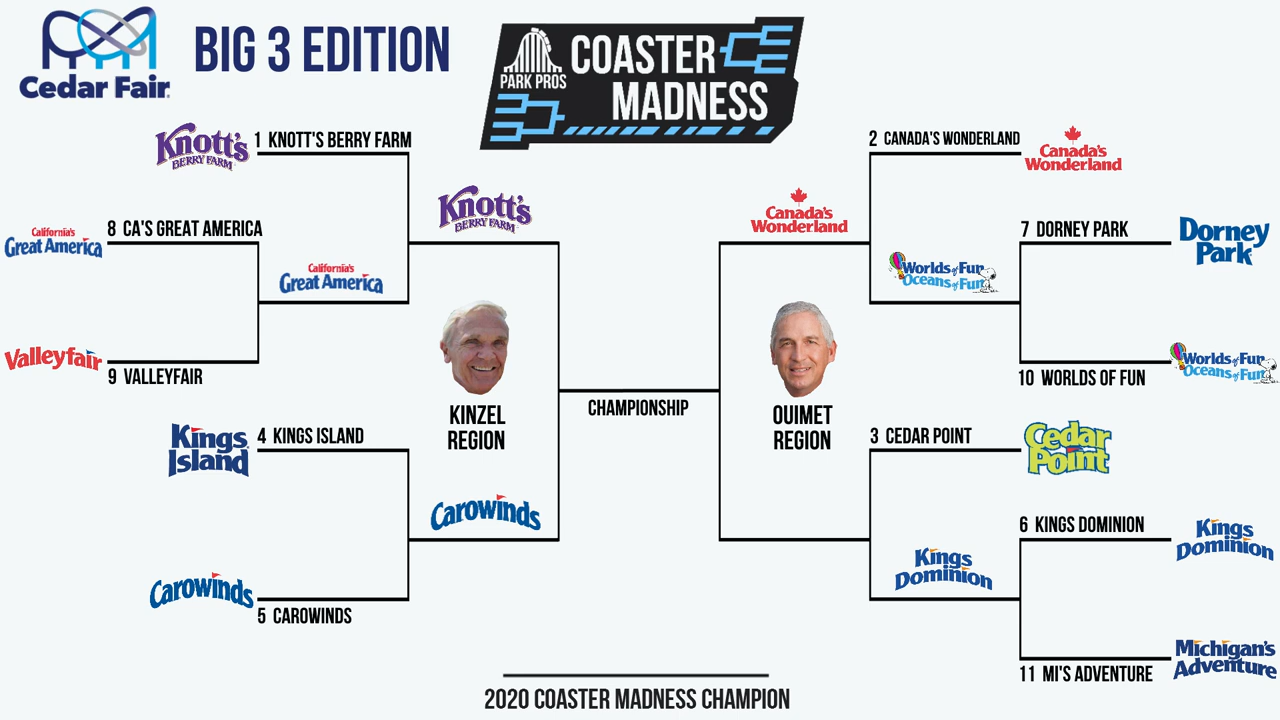 Cedar Fair
BIG 3 EDITION
PARK PROS
COASTER
MADNESS
Knott's
BERRY FARM
1 KNOTT'S BERRY FARM
California's
Great America
8 CA'S GREAT AMERICA
California's
Great America
Valleyfair
9 VALLEYFAIR
Knott's
BERRY FARM
Kings
Island
4 KINGS ISLAND
Carowinds
5 CAROWINDS
Carowinds
KINZEL
REGION
CHAMPIONSHIP
OUIMET
REGION
Canada's
Wonderland
2 CANADA'S WONDERLAND
Canada's
Wonderland
7 DORNEY PARK
Dorney
Park
Worlds of Fun
Oceans of Fun
10 WORLDS OF FUN
Worlds of Fun
Oceans of Fun
3 CEDAR POINT
Cedar
Point
6 KINGS DOMINION
Kings
Dominion
Kings
Dominion
11 MI'S ADVENTURE
Michigan's
Adventure
2020 COASTER MADNESS CHAMPION